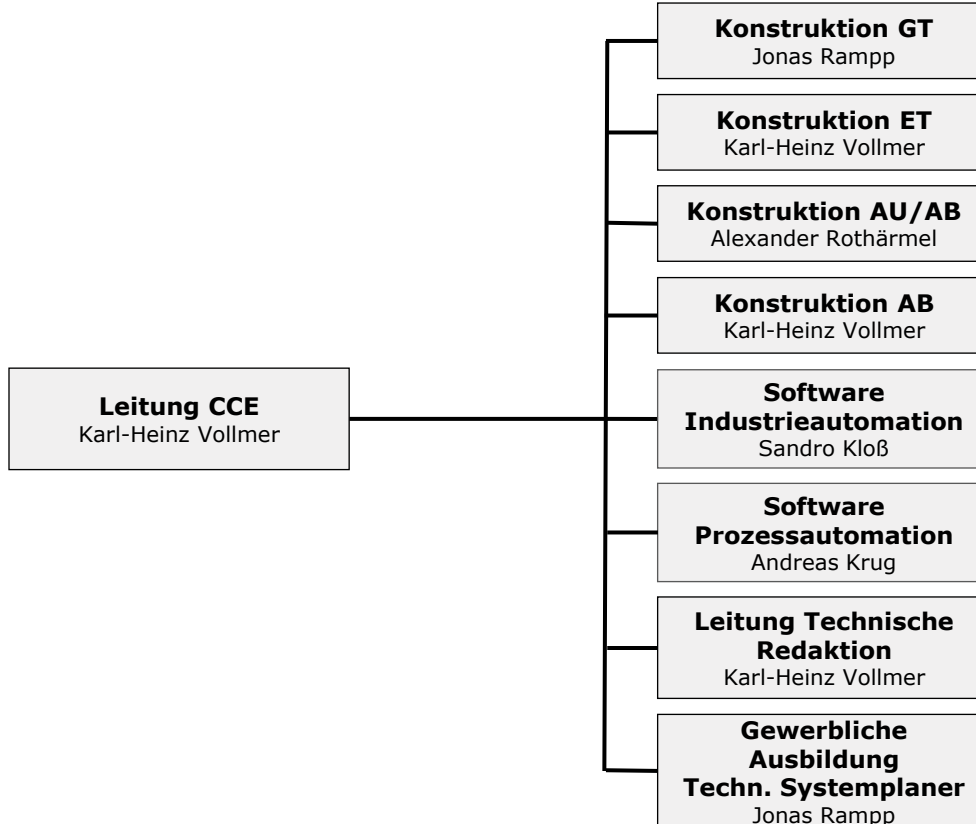 Konstruktion GT
Jonas Rampp
Konstruktion ET
Karl-Heinz Vollmer
Konstruktion AU/AB
Alexander Rothärmel
Konstruktion AB
Karl-Heinz Vollmer
Leitung CCE
Karl-Heinz Vollmer
Software
Industrieautomation
Sandro Kloß
Software
Prozessautomation
Andreas Krug
Leitung Technische
Redaktion
Karl-Heinz Vollmer
Gewerbliche
Ausbildung
Techn. Systemplaner
Jonas Rampp